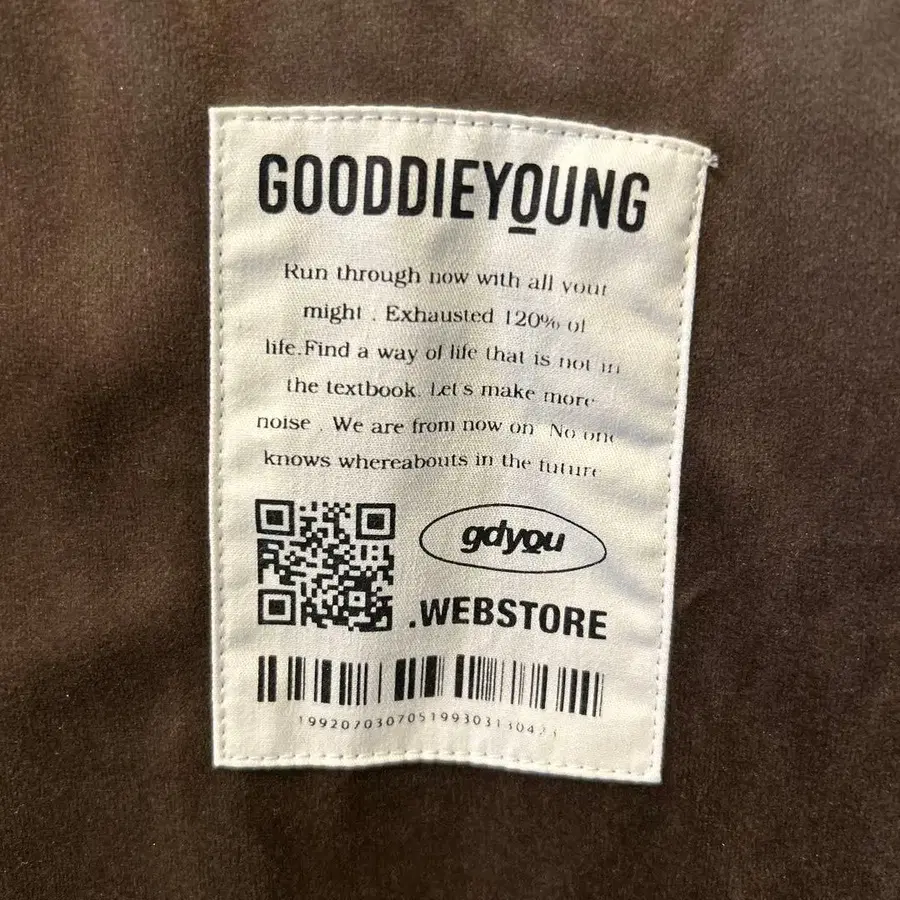 GOODDIEYOUNG
Run through now with all your
might . Exhausted 120% of
life.Find a way of life that is not in
the textbook. Let's make more
noise . We are from now on No one
knows whereabouts in the future
gdyou
.WEBSTORE